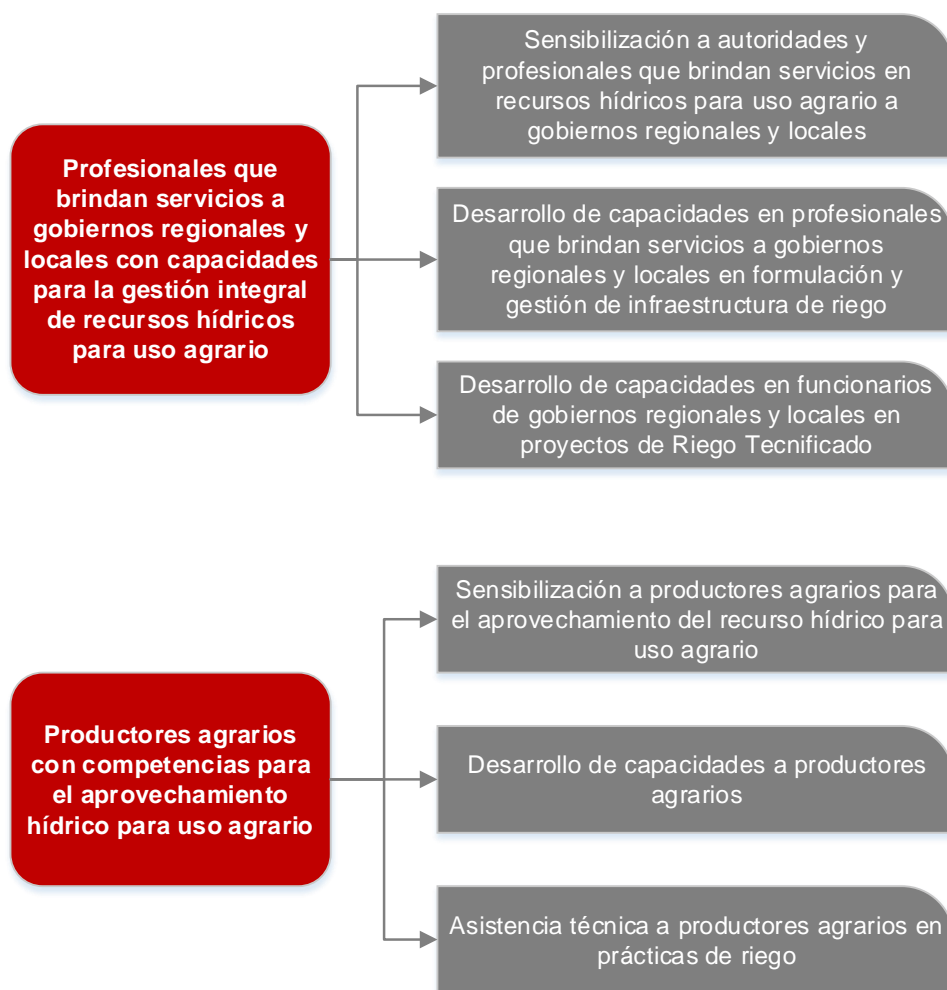 Profesionales que
brindan servicios a
gobiernos regionales y
locales con capacidades
para la gestión integral
de recursos hídricos
para uso agrario
Sensibilización a autoridades y
profesionales que brindan servicios en
recursos hídricos para uso agrario a
gobiernos regionales y locales
Desarrollo de capacidades en profesionales
que brindan servicios a gobiernos
regionales y locales en formulación y
gestión de infraestructura de riego
Desarrollo de capacidades en funcionarios
de gobiernos regionales y locales en
proyectos de Riego Tecnificado
Productores agrarios
con competencias para
el aprovechamiento
hídrico para uso agrario
Sensibilización a productores agrarios para
el aprovechamiento del recurso hídrico para
uso agrario
Desarrollo de capacidades a productores
agrarios
Asistencia técnica a productores agrarios en
prácticas de riego